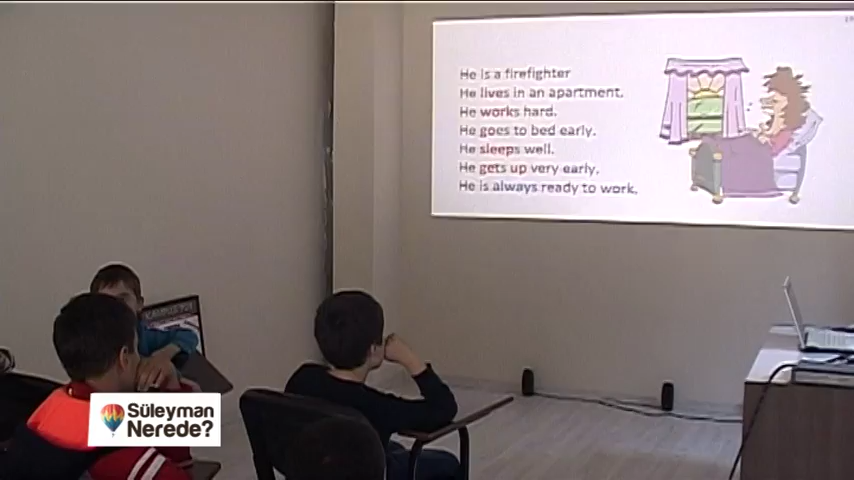 He is a firefighter
He lives in an apartment.
He works hard.
He goes to bed early.
He sleeps well.
He gets up very early.
He is always ready to work.
Süleyman
Nerede?